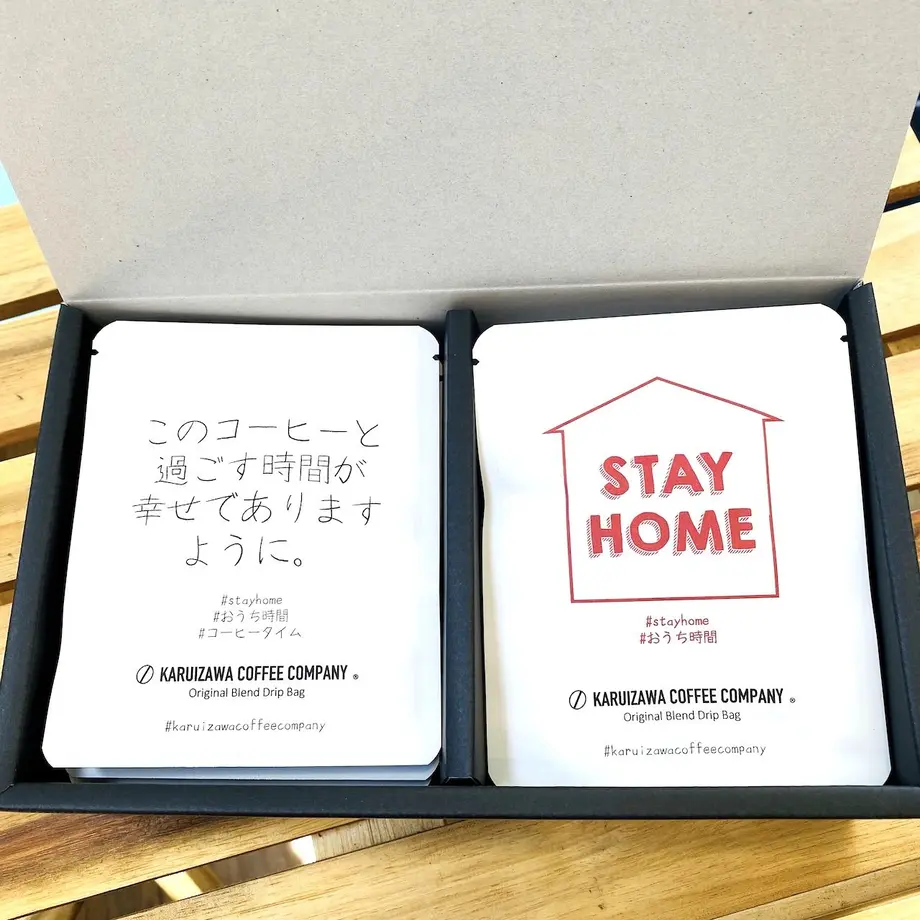 このコーヒーと
過ごす時間が
幸せであります
ように。
#stayhome
#おうち時間
#コーヒータイム
KARUIZAWA COFFEE COMPANY ®
Original Blend Drip Bag
#karuizawacoffeecompany
STAY
HOME
#stayhome
#おうち時間
KARUIZAWA COFFEE COMPANY ®
Original Blend Drip Bag
#karuizawacoffeecompany